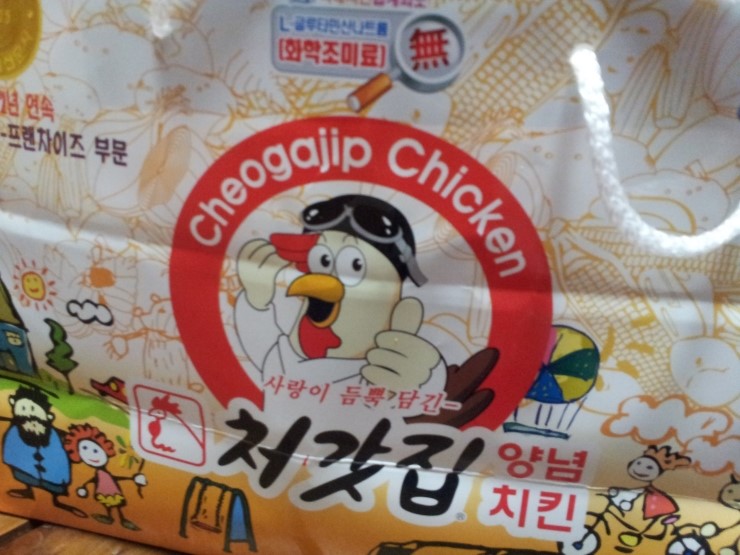 L-글루타민산나트륨
[화학조미료]
無
년 연속
-프랜차이즈 부문
Cheogajip Chicken
사랑이 듬뿍 담긴~
처갓집
양념
치킨